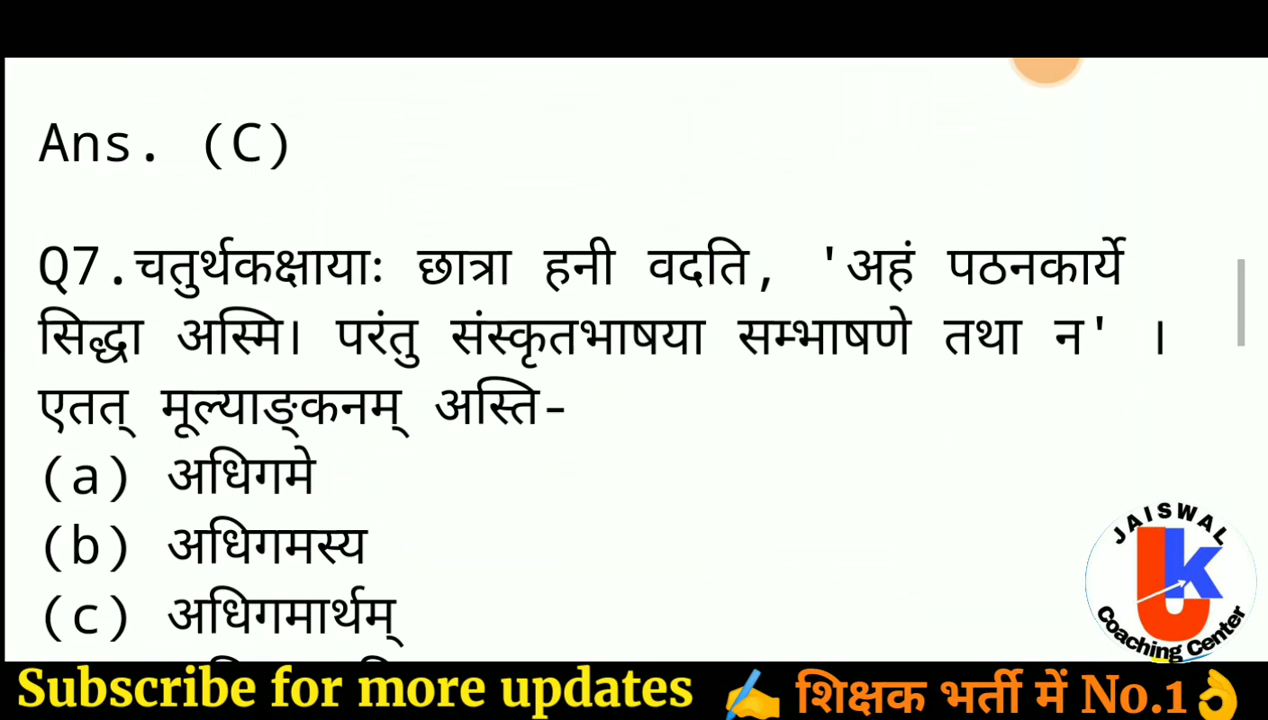 Ans. (C)
Q7.चतुर्थकक्षायाः छात्रा हनी वदति, 'अहं पठनकार्ये
सिद्धा अस्मि। परंतु संस्कृतभाषया सम्भाषणे तथा न' ।
एतत् मूल्याङ्कनम् अस्ति-
(a) अधिगमे
(b) अधिगमस्य
(c) अधिगमार्थम्
JAISWAL
JK
Coaching Center
Subscribe for more updates ✍ शिक्षक भर्ती में No.1👌